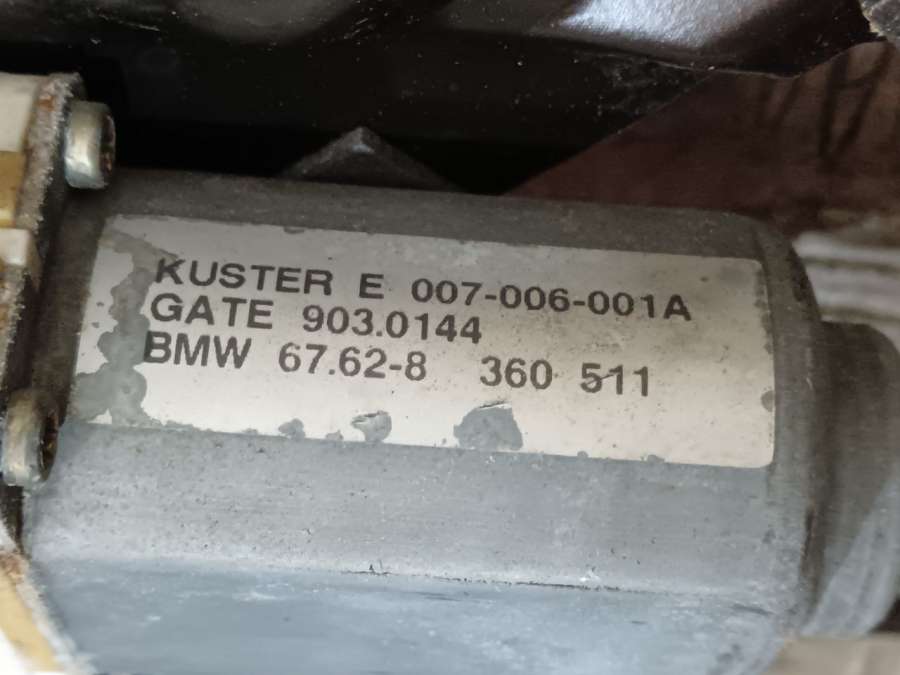 KUSTER E 007-006-001A
GATE 903.0144
BMW 67.62-8 360 511